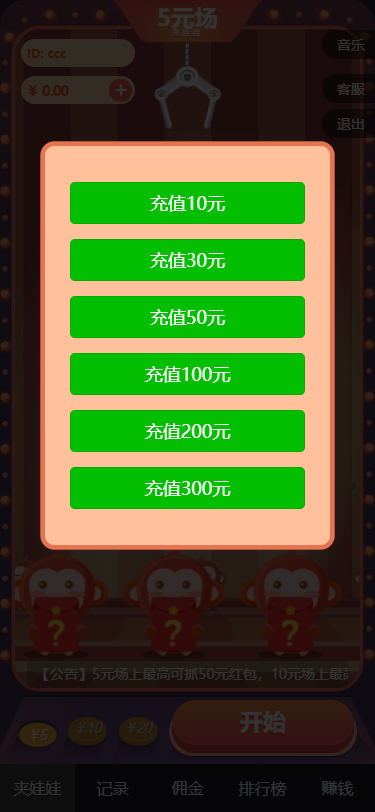 5元场
夹娃娃
音乐
ID: ccc
¥ 0.00
+
客服
退出
充值10元
充值30元
充值50元
充值100元
充值200元
充值300元
? ? ?
【公告】5元场上最高可抓50元红包，10元场上最高
¥5 ¥10 ¥20
开始
夹娃娃 记录 佣金 排行榜 赚钱